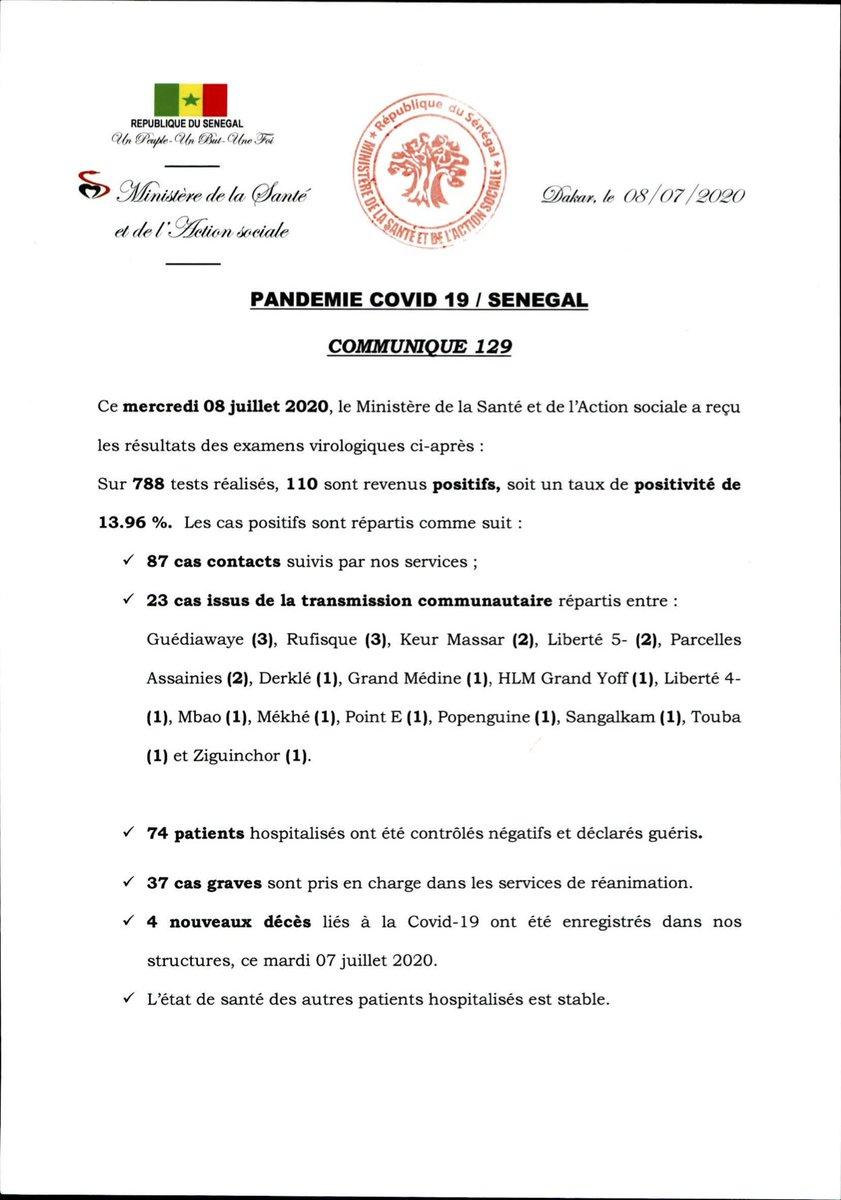 REPUBLIQUE DU SENEGAL
Un Peuple-Un But-Une Foi
Ministère de la Santé
et de l'Action sociale
★ République du Sénégal ★
MINISTÈRE DE LA SANTÉ ET DE L'ACTION SOCIALE
Dakar, le 08/07/2020
PANDEMIE COVID 19 / SENEGAL
COMMUNIQUE 129
Ce mercredi 08 juillet 2020, le Ministère de la Santé et de l'Action sociale a reçu
les résultats des examens virologiques ci-après :
Sur 788 tests réalisés, 110 sont revenus positifs, soit un taux de positivité de
13.96 %. Les cas positifs sont répartis comme suit :
✓ 87 cas contacts suivis par nos services ;
✓ 23 cas issus de la transmission communautaire répartis entre :
Guédiawaye (3), Rufisque (3), Keur Massar (2), Liberté 5- (2), Parcelles
Assainies (2), Derklé (1), Grand Médine (1), HLM Grand Yoff (1), Liberté 4-
(1), Mbao (1), Mékhé (1), Point E (1), Popenguine (1), Sangalkam (1), Touba
(1) et Ziguinchor (1).
✓ 74 patients hospitalisés ont été contrôlés négatifs et déclarés guéris.
✓ 37 cas graves sont pris en charge dans les services de réanimation.
✓ 4 nouveaux décès liés à la Covid-19 ont été enregistrés dans nos
structures, ce mardi 07 juillet 2020.
✓ L'état de santé des autres patients hospitalisés est stable.